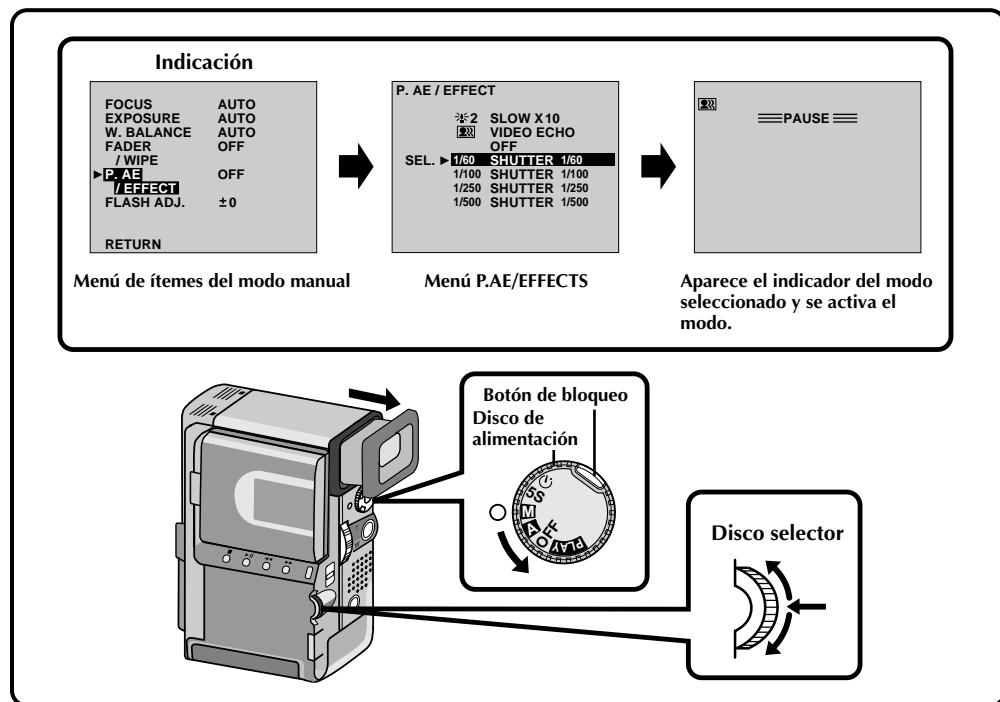 Indicación
FOCUS AUTO
EXPOSURE AUTO
W. BALANCE AUTO
FADER OFF
/ WIPE
►P. AE OFF
/ EFFECT
FLASH ADJ. ±0
RETURN
Menú de ítemes del modo manual
P. AE / EFFECT
2 SLOW X 10
VIDEO ECHO
OFF
SEL. ► 1/60 SHUTTER 1/60
1/100 SHUTTER 1/100
1/250 SHUTTER 1/250
1/500 SHUTTER 1/500
Menú P.AE/EFFECTS
PAUSE
Aparece el indicador del modo
seleccionado y se activa el
modo.
Botón de bloqueo
Disco de
alimentación
5S
M
A
OFF
PLAY
Disco selector